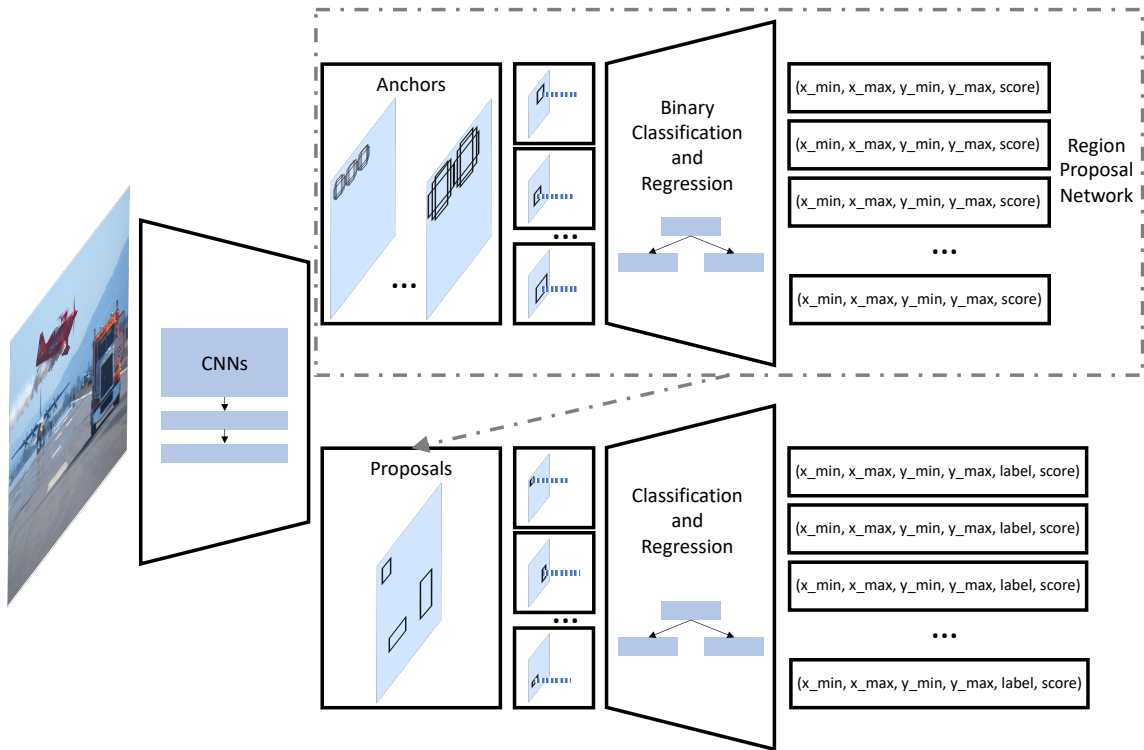 Anchors
...
...
Binary
Classification
and
Regression
(x_min, x_max, y_min, y_max, score)
(x_min, x_max, y_min, y_max, score)
(x_min, x_max, y_min, y_max, score)
...
(x_min, x_max, y_min, y_max, score)
Region
Proposal
Network
CNNs
Proposals
...
Classification
and
Regression
(x_min, x_max, y_min, y_max, label, score)
(x_min, x_max, y_min, y_max, label, score)
(x_min, x_max, y_min, y_max, label, score)
...
(x_min, x_max, y_min, y_max, label, score)